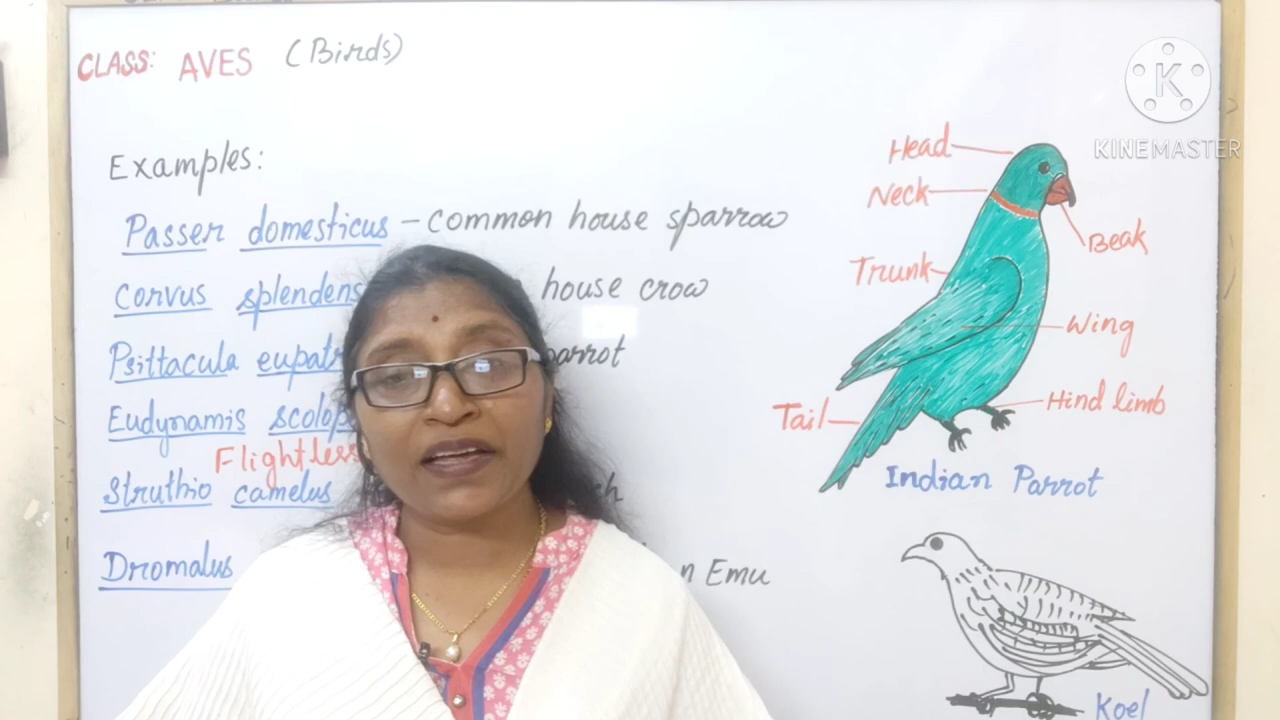 CLASS: AVES (Birds)
Examples:
Passer domesticus – common house sparrow
Corvus splendens house crow
Psittacula parrot
Eudynamis
Flightless
Struthio camelus
Dromalus Emu
Head
Neck
Beak
Trunk
Wing
Hind limb
Tail
Indian Parrot
Koel
K
KINEMASTER